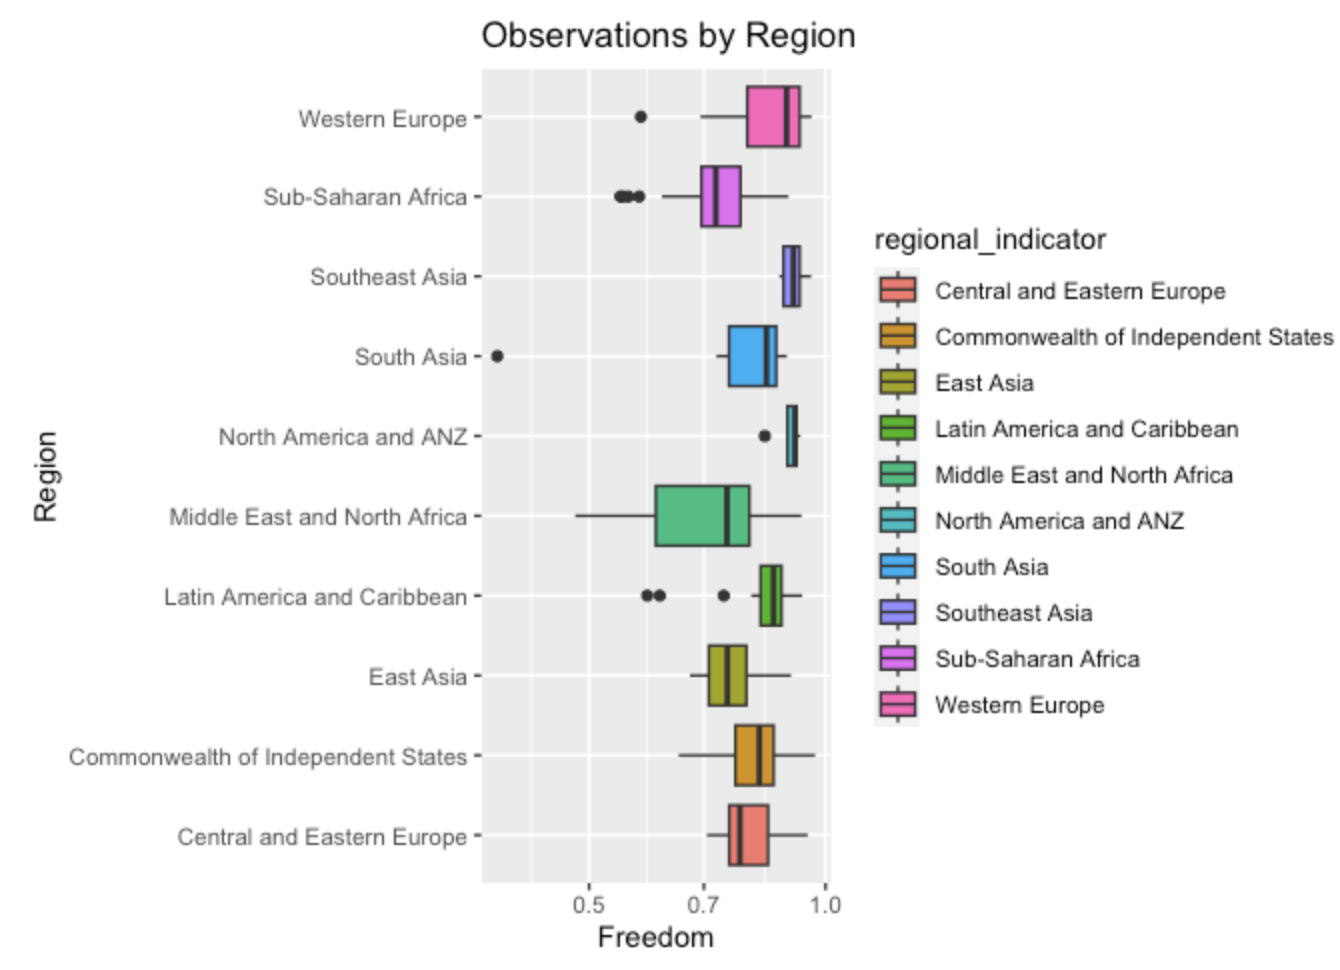 Observations by Region
Western Europe
Sub-Saharan Africa
Southeast Asia
South Asia
North America and ANZ
Middle East and North Africa
Latin America and Caribbean
East Asia
Commonwealth of Independent States
Central and Eastern Europe
Region
0.5 0.7 1.0
Freedom
regional_indicator
Central and Eastern Europe
Commonwealth of Independent States
East Asia
Latin America and Caribbean
Middle East and North Africa
North America and ANZ
South Asia
Southeast Asia
Sub-Saharan Africa
Western Europe